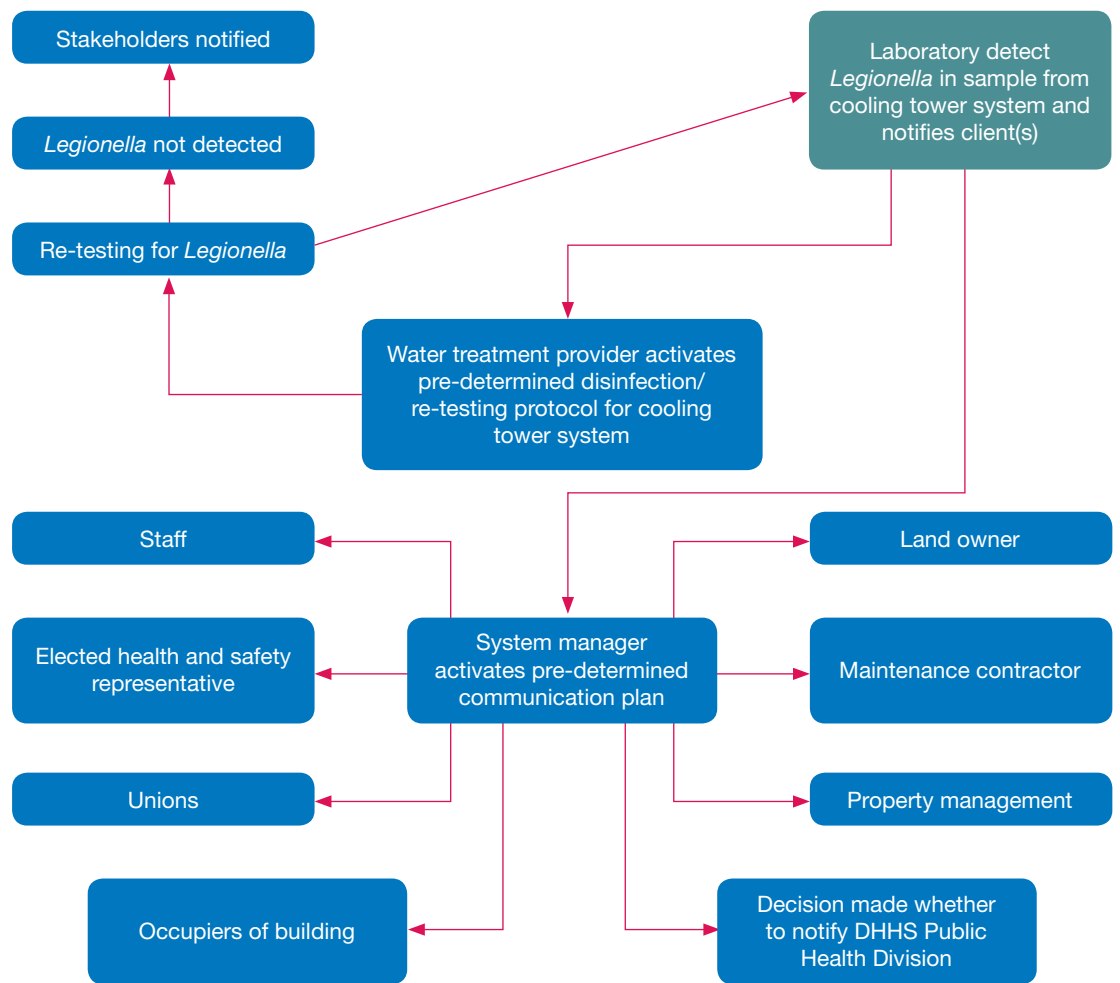 Stakeholders notified
Legionella not detected
Re-testing for Legionella
Laboratory detect
Legionella in sample from
cooling tower system and
notifies client(s)
Water treatment provider activates
pre-determined disinfection/
re-testing protocol for cooling
tower system
Staff
Elected health and safety
representative
Unions
Occupiers of building
System manager
activates pre-determined
communication plan
Land owner
Maintenance contractor
Property management
Decision made whether
to notify DHHS Public
Health Division